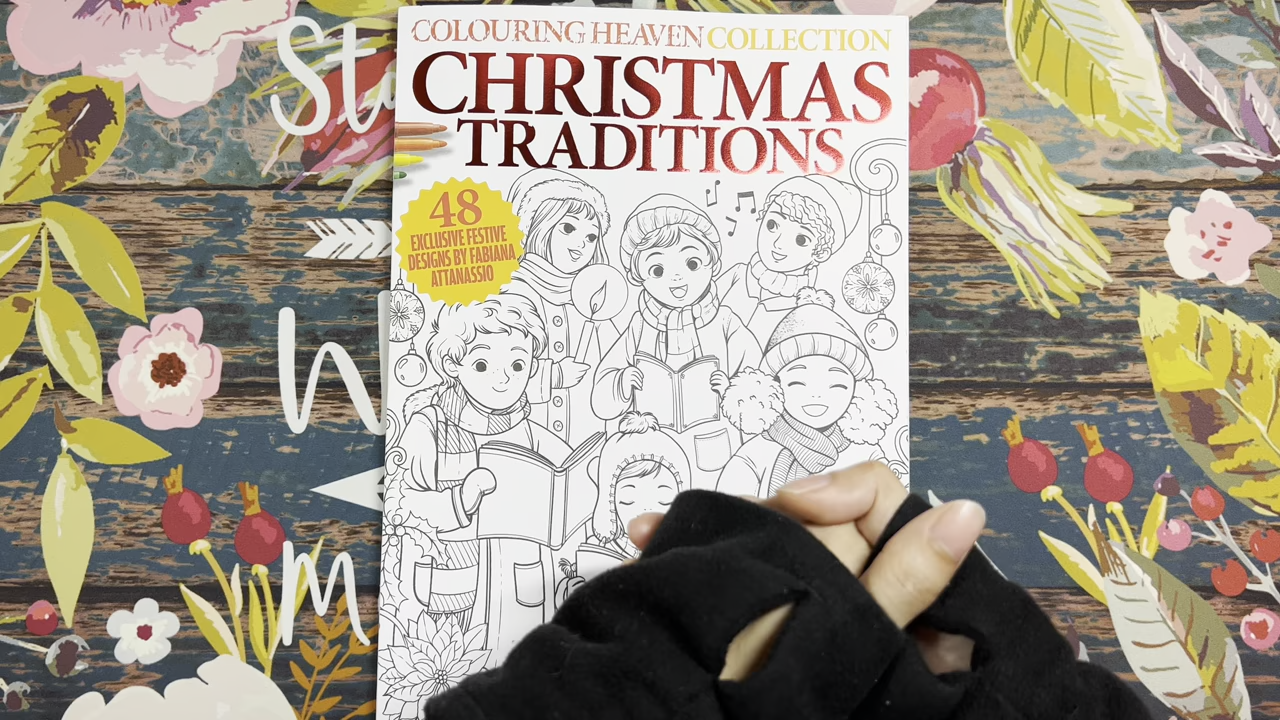 COLOURING HEAVEN COLLECTION
CHRISTMAS
TRADITIONS
48
EXCLUSIVE FESTIVE
DESIGNS BY FABIANA
ATTANASSIO